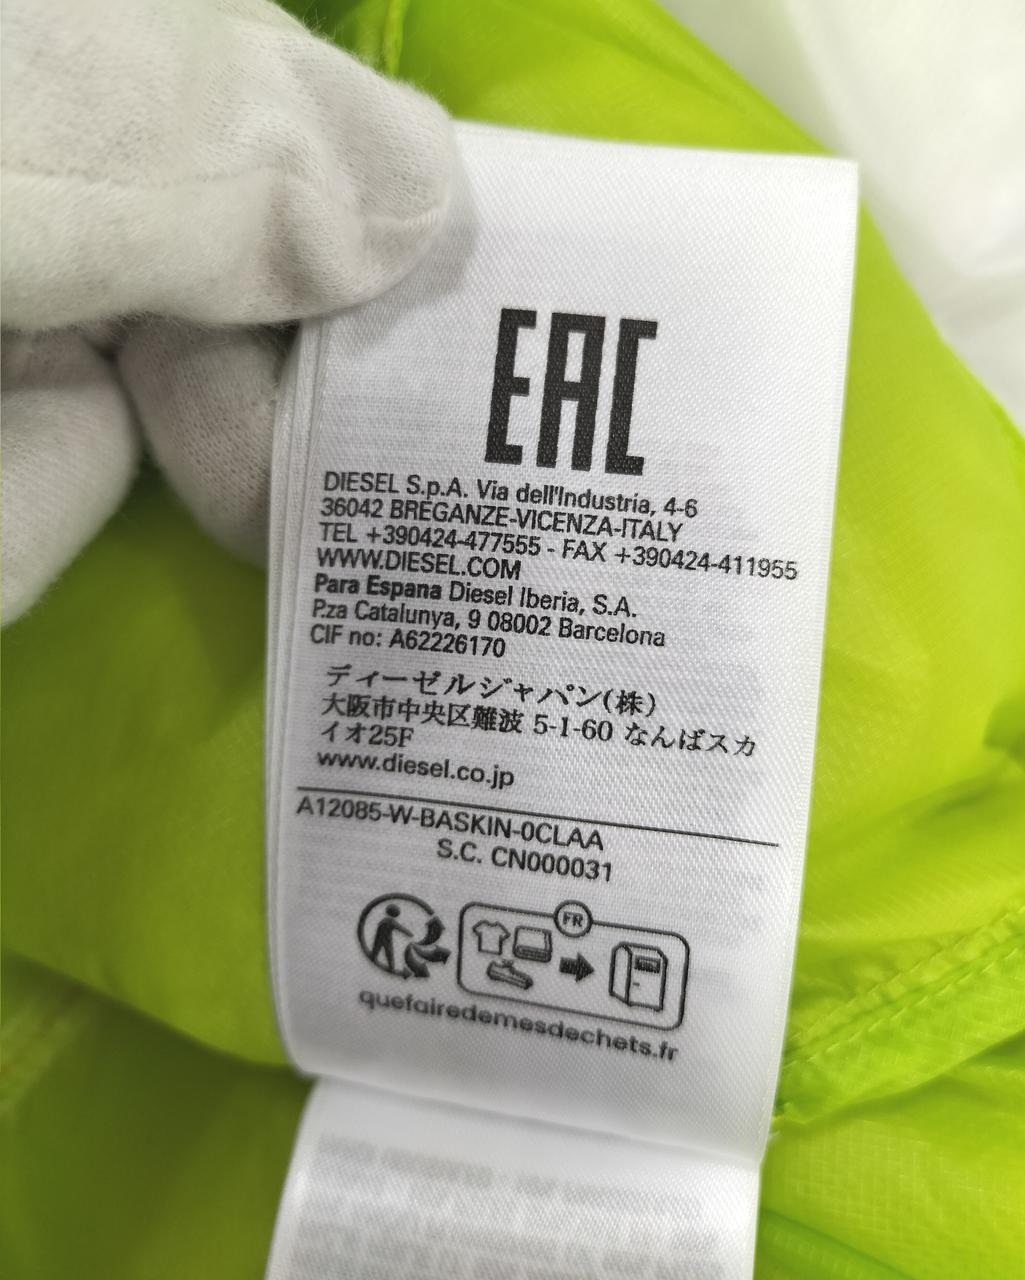 EAC
DIESEL S.p.A. Via dell'Industria, 4-6
36042 BREGANZE-VICENZA-ITALY
TEL +390424-477555 - FAX +390424-411955
WWW.DIESEL.COM
Para Espana Diesel Iberia, S.A.
P.za Catalunya, 9 08002 Barcelona
CIF no: A62226170
ディーゼルジャパン(株)
大阪市中央区難波 5-1-60 なんばスカ
イオ25F
www.diesel.co.jp
A12085-W-BASKIN-0CLAA
S.C. CN000031
FR
quefairedemesdechets.fr